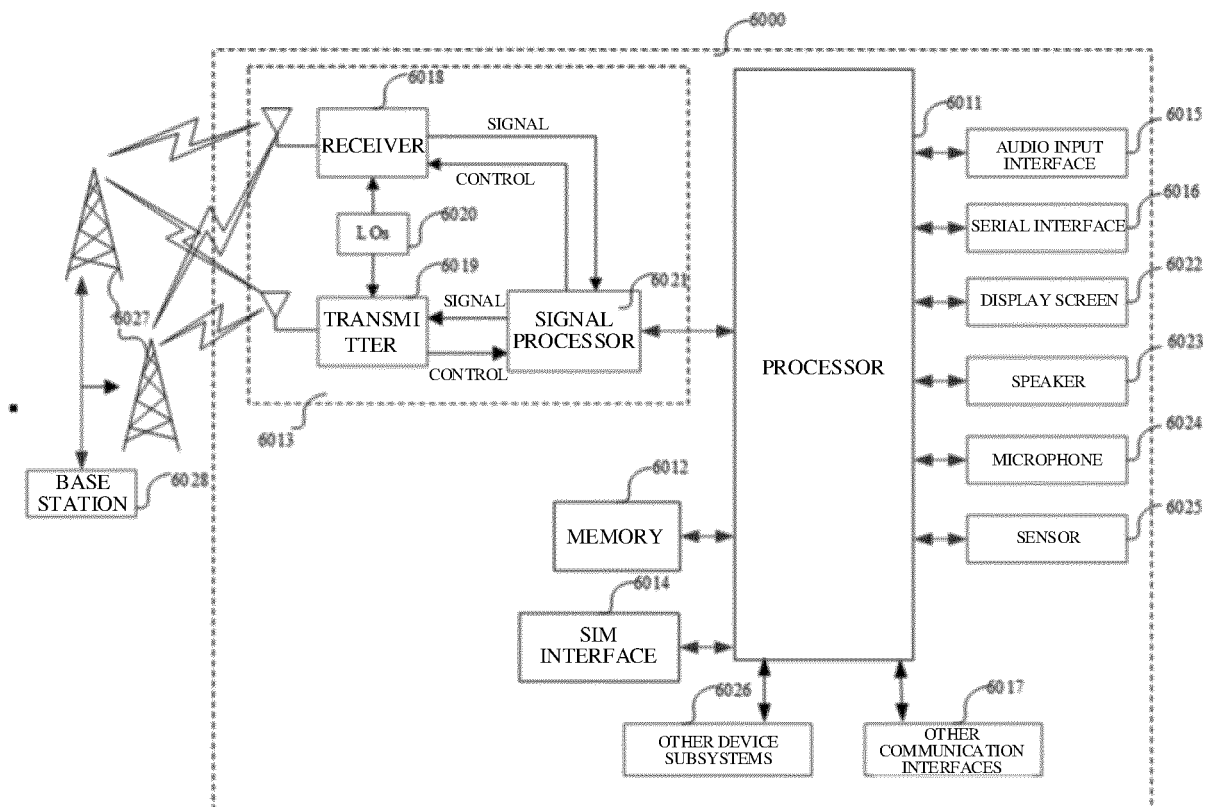 6000
6018
RECEIVER
SIGNAL
CONTROL
LOs
6020
6019
TRANSMI
TTER
SIGNAL
CONTROL
6021
SIGNAL
PROCESSOR
6013
6027
BASE
STATION
6028
6011
PROCESSOR
6012
MEMORY
6014
SIM
INTERFACE
6015
AUDIO INPUT
INTERFACE
6016
SERIAL INTERFACE
6022
DISPLAY SCREEN
6023
SPEAKER
6024
MICROPHONE
6025
SENSOR
6026
OTHER DEVICE
SUBSYSTEMS
6017
OTHER
COMMUNICATION
INTERFACES